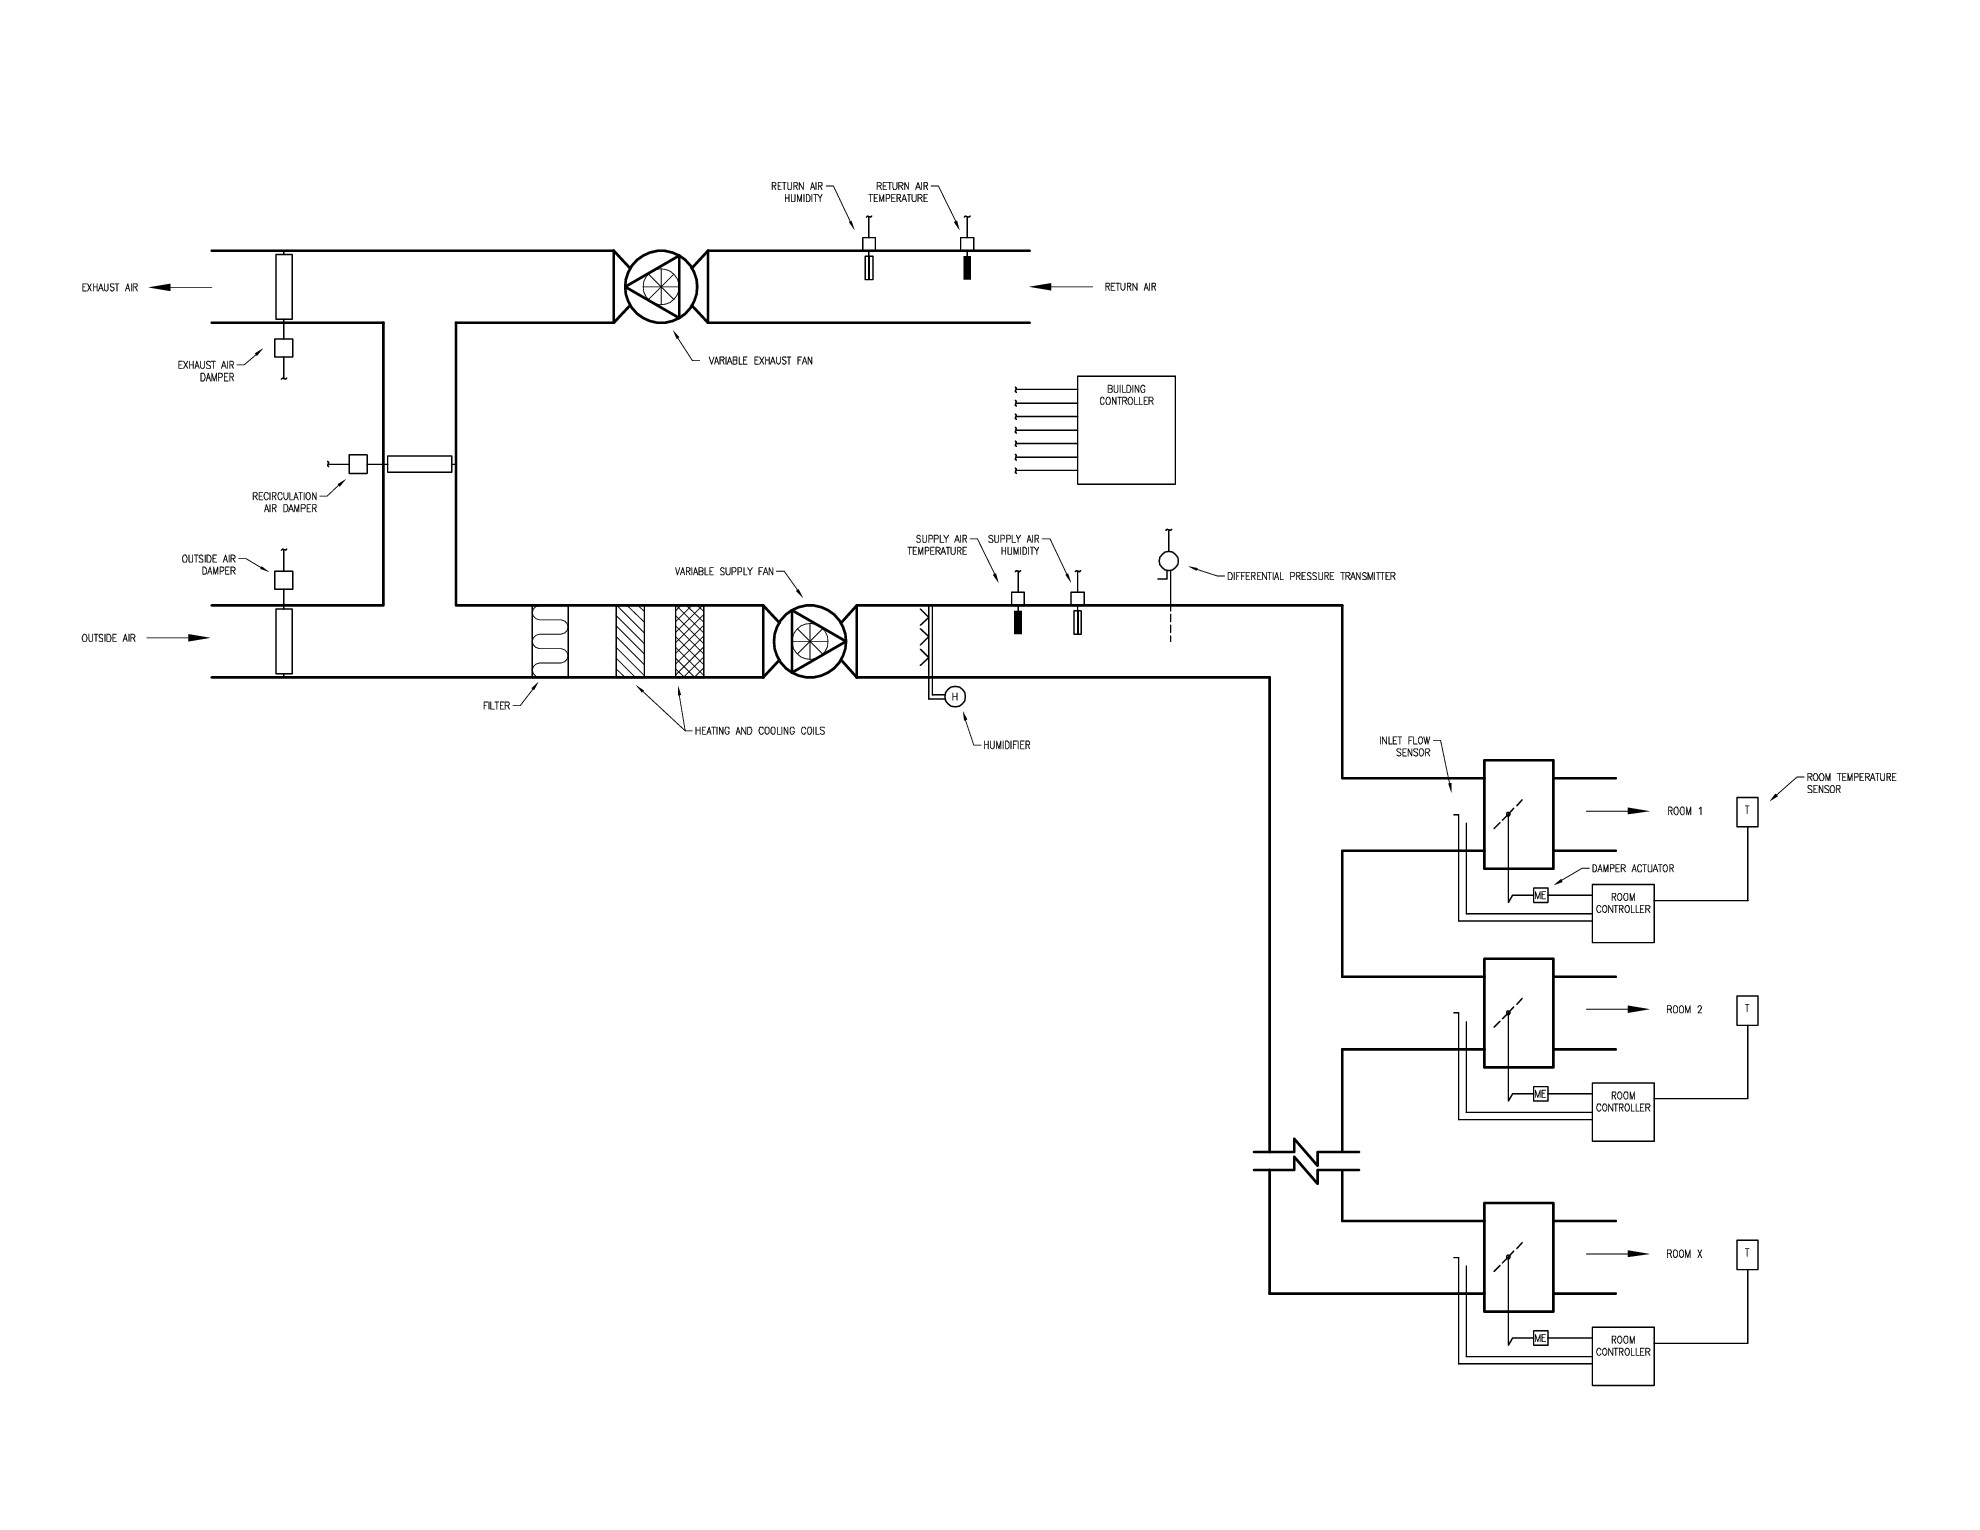 RETURN AIR
HUMIDITY
RETURN AIR
TEMPERATURE
EXHAUST AIR
RETURN AIR
EXHAUST AIR
DAMPER
VARIABLE EXHAUST FAN
BUILDING
CONTROLLER
RECIRCULATION
AIR DAMPER
OUTSIDE AIR
DAMPER
VARIABLE SUPPLY FAN
SUPPLY AIR
TEMPERATURE
SUPPLY AIR
HUMIDITY
DIFFERENTIAL PRESSURE TRANSMITTER
OUTSIDE AIR
FILTER
HEATING AND COOLING COILS
H
HUMIDIFIER
INLET FLOW
SENSOR
ROOM TEMPERATURE
SENSOR
ROOM 1
T
DAMPER ACTUATOR
ME
ROOM
CONTROLLER
ROOM 2
T
ME
ROOM
CONTROLLER
ROOM X
T
ME
ROOM
CONTROLLER